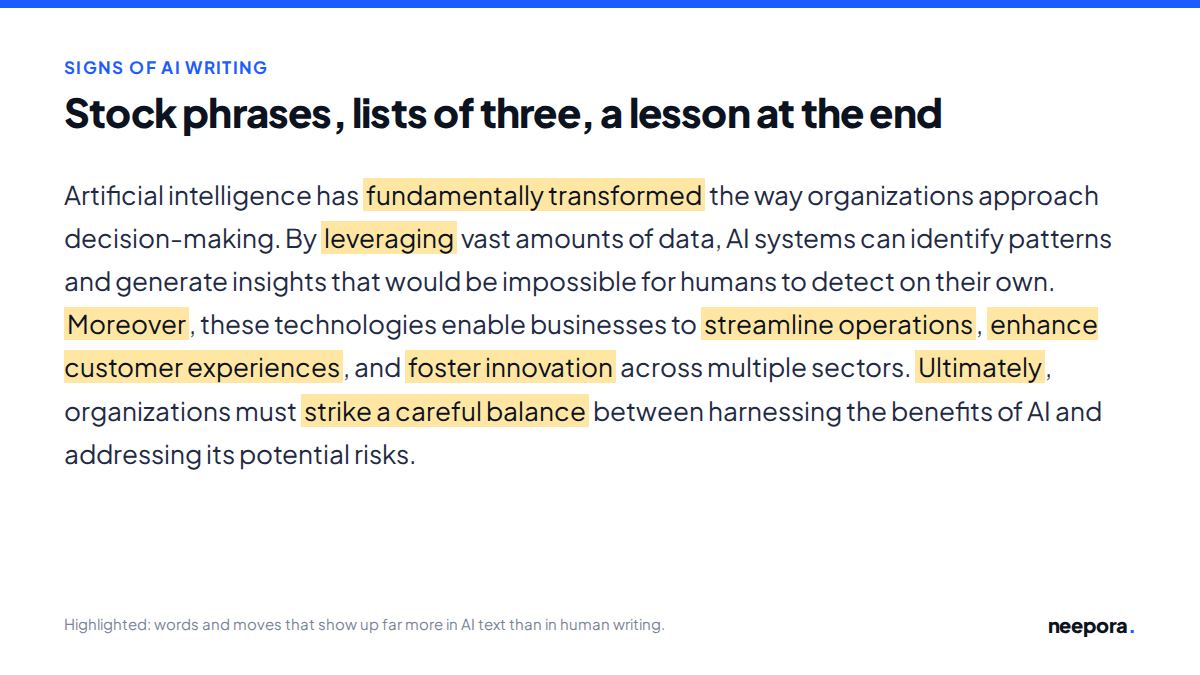 SIGNS OF AI WRITING
Stock phrases, lists of three, a lesson at the end
Artificial intelligence has fundamentally transformed the way organizations approach
decision-making. By leveraging vast amounts of data, AI systems can identify patterns
and generate insights that would be impossible for humans to detect on their own.
Moreover, these technologies enable businesses to streamline operations, enhance
customer experiences, and foster innovation across multiple sectors. Ultimately,
organizations must strike a careful balance between harnessing the benefits of AI and
addressing its potential risks.
Highlighted: words and moves that show up far more in AI text than in human writing.
neepora.